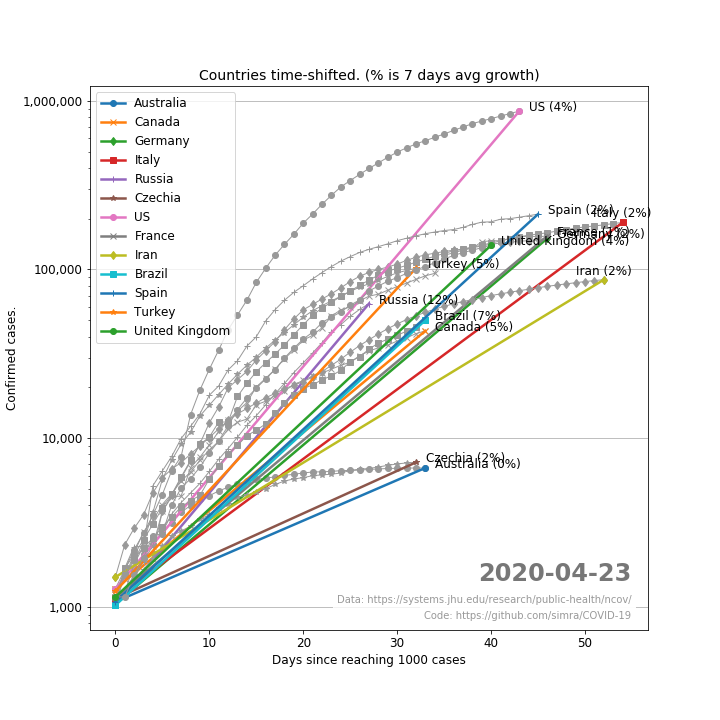 Countries time-shifted. (% is 7 days avg growth)
Confirmed cases.
1,000,000
100,000
10,000
1,000
Australia
Canada
Germany
Italy
Russia
Czechia
US
France
Iran
Brazil
Spain
Turkey
United Kingdom
US (4%)
Spain (2%)
Italy (2%)
Germany (2%)
United Kingdom (4%)
Turkey (5%)
Iran (2%)
Russia (12%)
Brazil (7%)
Canada (5%)
Czechia (2%)
Australia (0%)
2020-04-23
Data: https://systems.jhu.edu/research/public-health/ncov/
Code: https://github.com/simra/COVID-19
0 10 20 30 40 50
Days since reaching 1000 cases